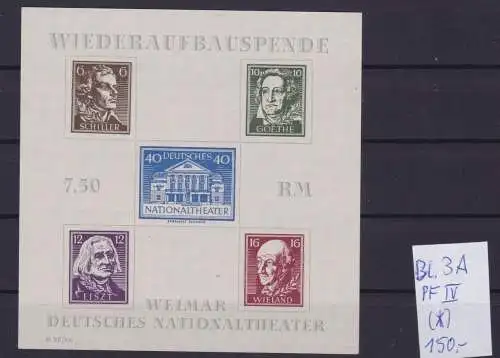 WIEDERAUFBAUSPENDE
6 6
SCHILLER
10 10
GOETHE
40 DEUTSCHES 40
NATIONALTHEATER
7.50 RM
12 12
LISZT
16 16
WIELAND
WEIMAR
DEUTSCHES NATIONALTHEATER
BL. 3A
PF IV
(*)
150.-